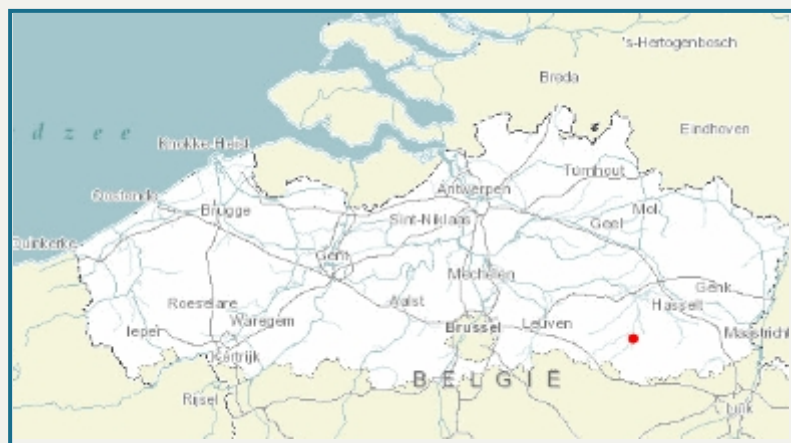 's-Hertogenbosch
Breda
d z e e
Eindhoven
Knokke-Heist
Turnhout
Antwerpen
Oostende
Mol
Brugge
Sint-Niklaas
Geel
Duinkerke
Gent
Mechelen
Genk
Aalst
Hasselt
Roeselare
Waregem
Brussel
Leuven
Ieper
Maastricht
Kortrijk
BELGIË
Rijsel
Luik